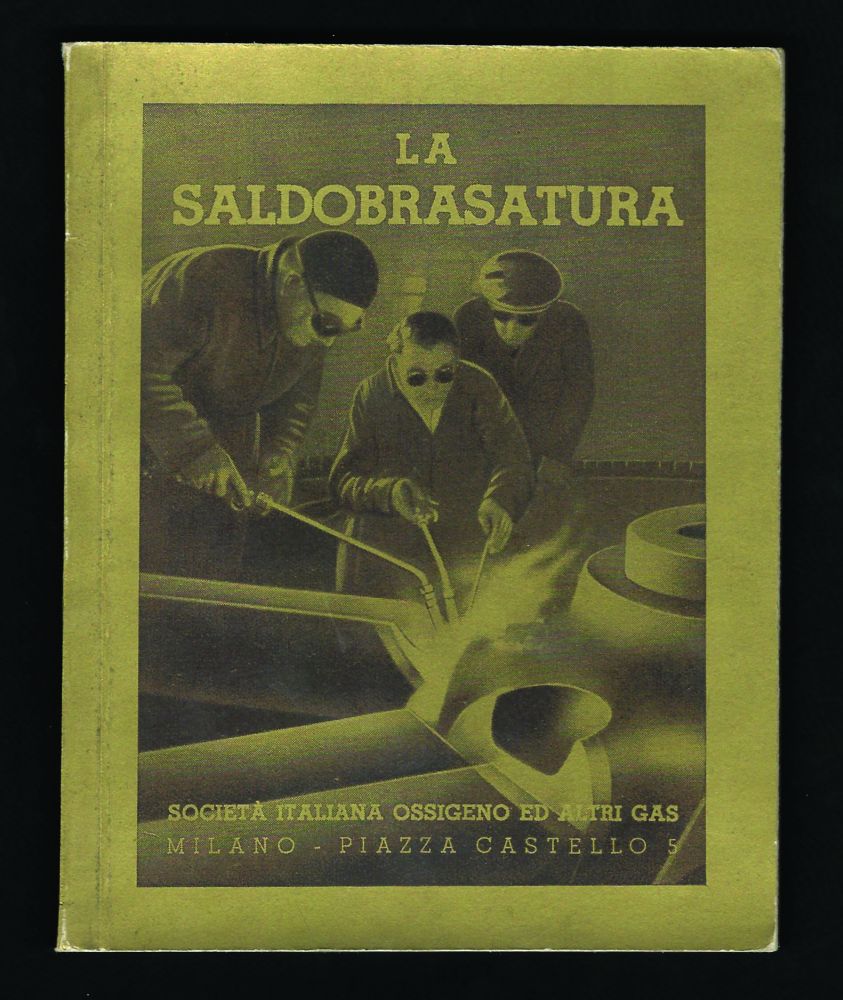 LA
SALDOBRASATURA
SOCIETÀ ITALIANA OSSIGENO ED ALTRI GAS
MILANO - PIAZZA CASTELLO 5